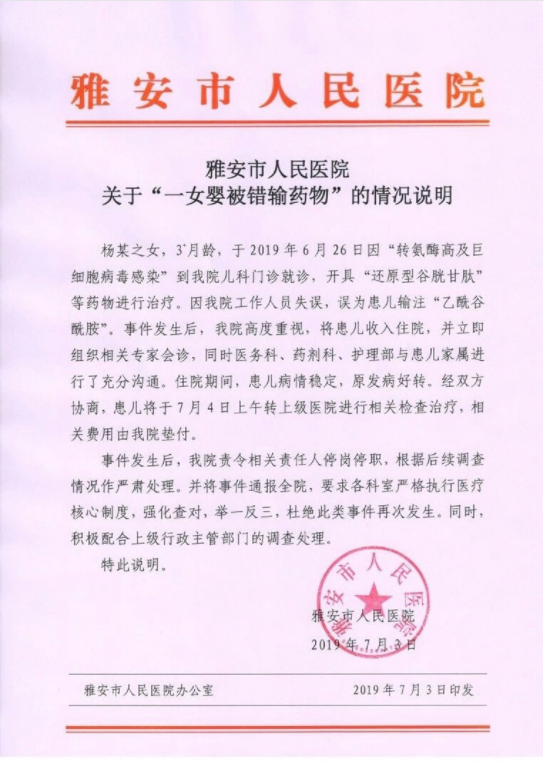 雅安市人民医院
雅安市人民医院
关于“一女婴被错输药物”的情况说明
杨某之女，3⁺月龄，于2019年6月26日因“转氨酶高及巨
细胞病毒感染”到我院儿科门诊就诊，开具“还原型谷胱甘肽”
等药物进行治疗。因我院工作人员失误，误为患儿输注“乙酰谷
酰胺”。事件发生后，我院高度重视，将患儿收入住院，并立即
组织相关专家会诊，同时医务科、药剂科、护理部与患儿家属进
行了充分沟通。住院期间，患儿病情稳定，原发病好转。经双方
协商，患儿将于7月4日上午转上级医院进行相关检查治疗，相
关费用由我院垫付。
事件发生后，我院责令相关责任人停岗停职，根据后续调查
情况作严肃处理。并将事件通报全院，要求各科室严格执行医疗
核心制度，强化查对，举一反三，杜绝此类事件再次发生。同时，
积极配合上级行政主管部门的调查处理。
特此说明。
雅安市人民医院
雅安市人民医院
2019年7月3日
雅安市人民医院办公室 2019年7月3日印发